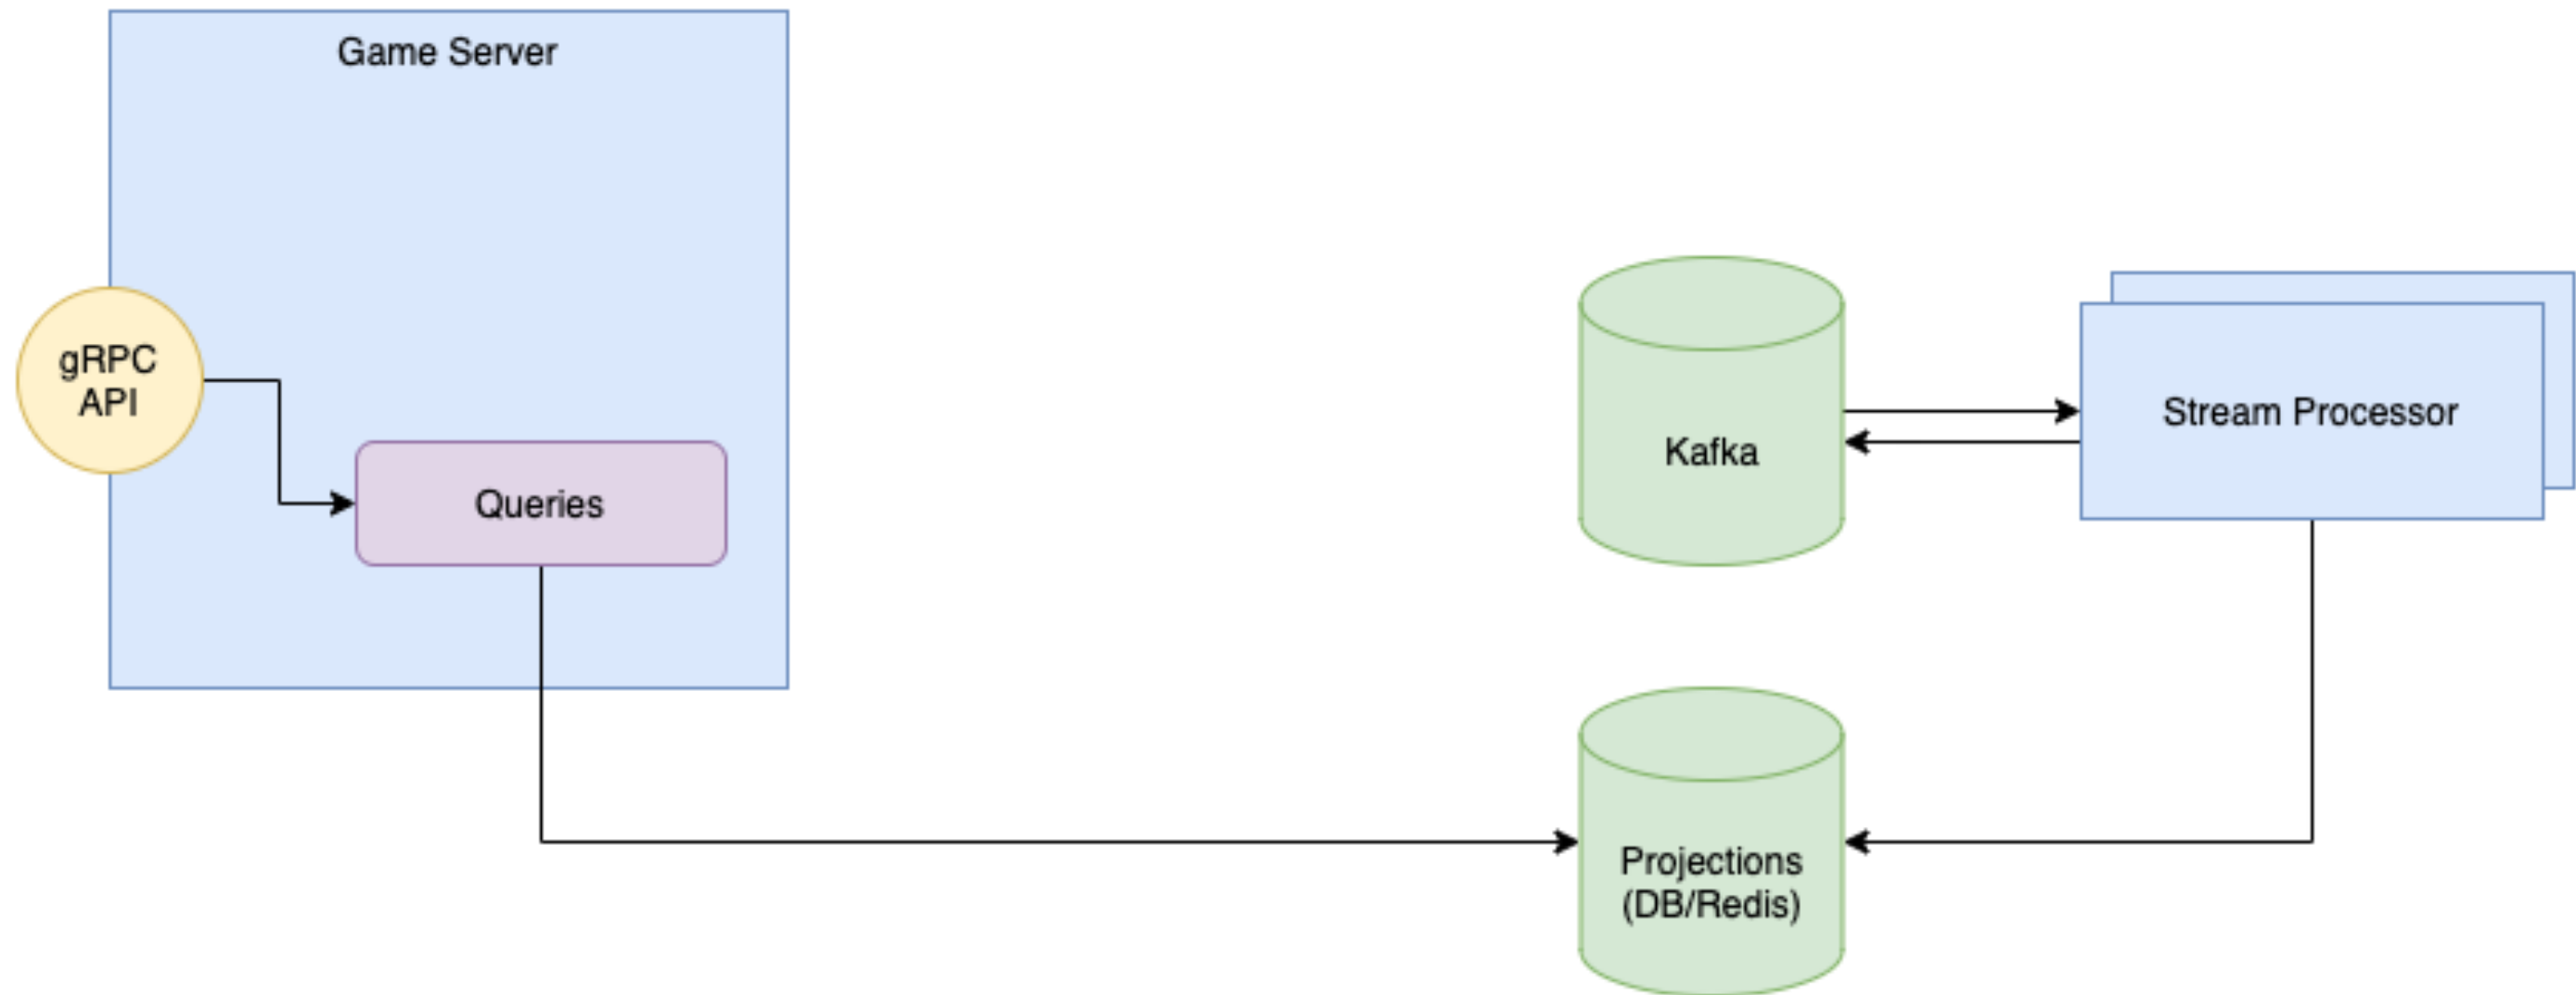 Game Server
gRPC
API
Queries
Kafka
Stream Processor
Projections
(DB/Redis)